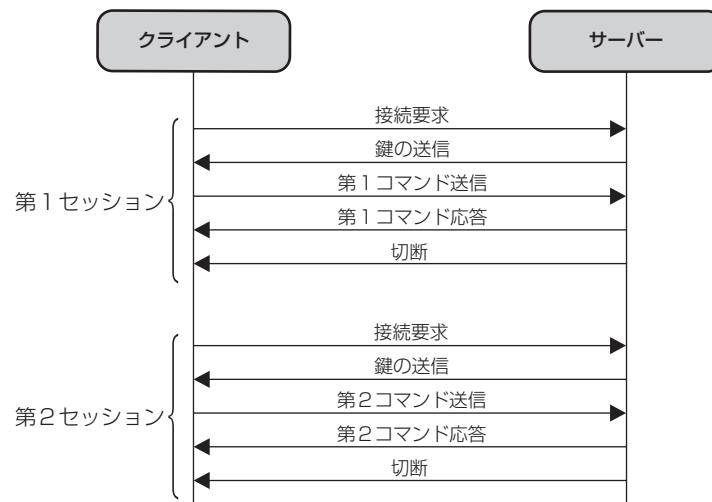 クライアント
サーバー
接続要求
鍵の送信
第1コマンド送信
第1コマンド応答
切断
第1セッション
接続要求
鍵の送信
第2コマンド送信
第2コマンド応答
切断
第2セッション